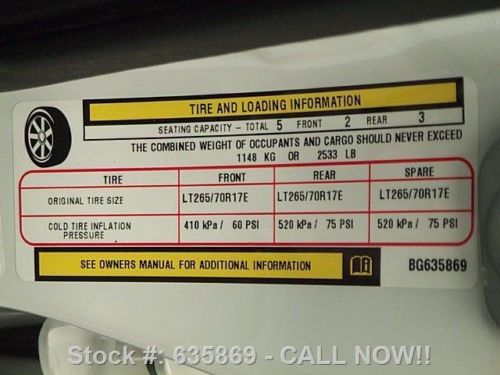 TIRE AND LOADING INFORMATION
SEATING CAPACITY - TOTAL 5 FRONT 2 REAR 3
THE COMBINED WEIGHT OF OCCUPANTS AND CARGO SHOULD NEVER EXCEED
1148 KG OR 2533 LB
TIRE FRONT REAR SPARE
ORIGINAL TIRE SIZE LT265/70R17E LT265/70R17E LT265/70R17E
COLD TIRE INFLATION PRESSURE 410 kPa / 60 PSI 520 kPa / 75 PSI 520 kPa / 75 PSI
SEE OWNERS MANUAL FOR ADDITIONAL INFORMATION BG635869
Stock #: 635869 - CALL NOW!!